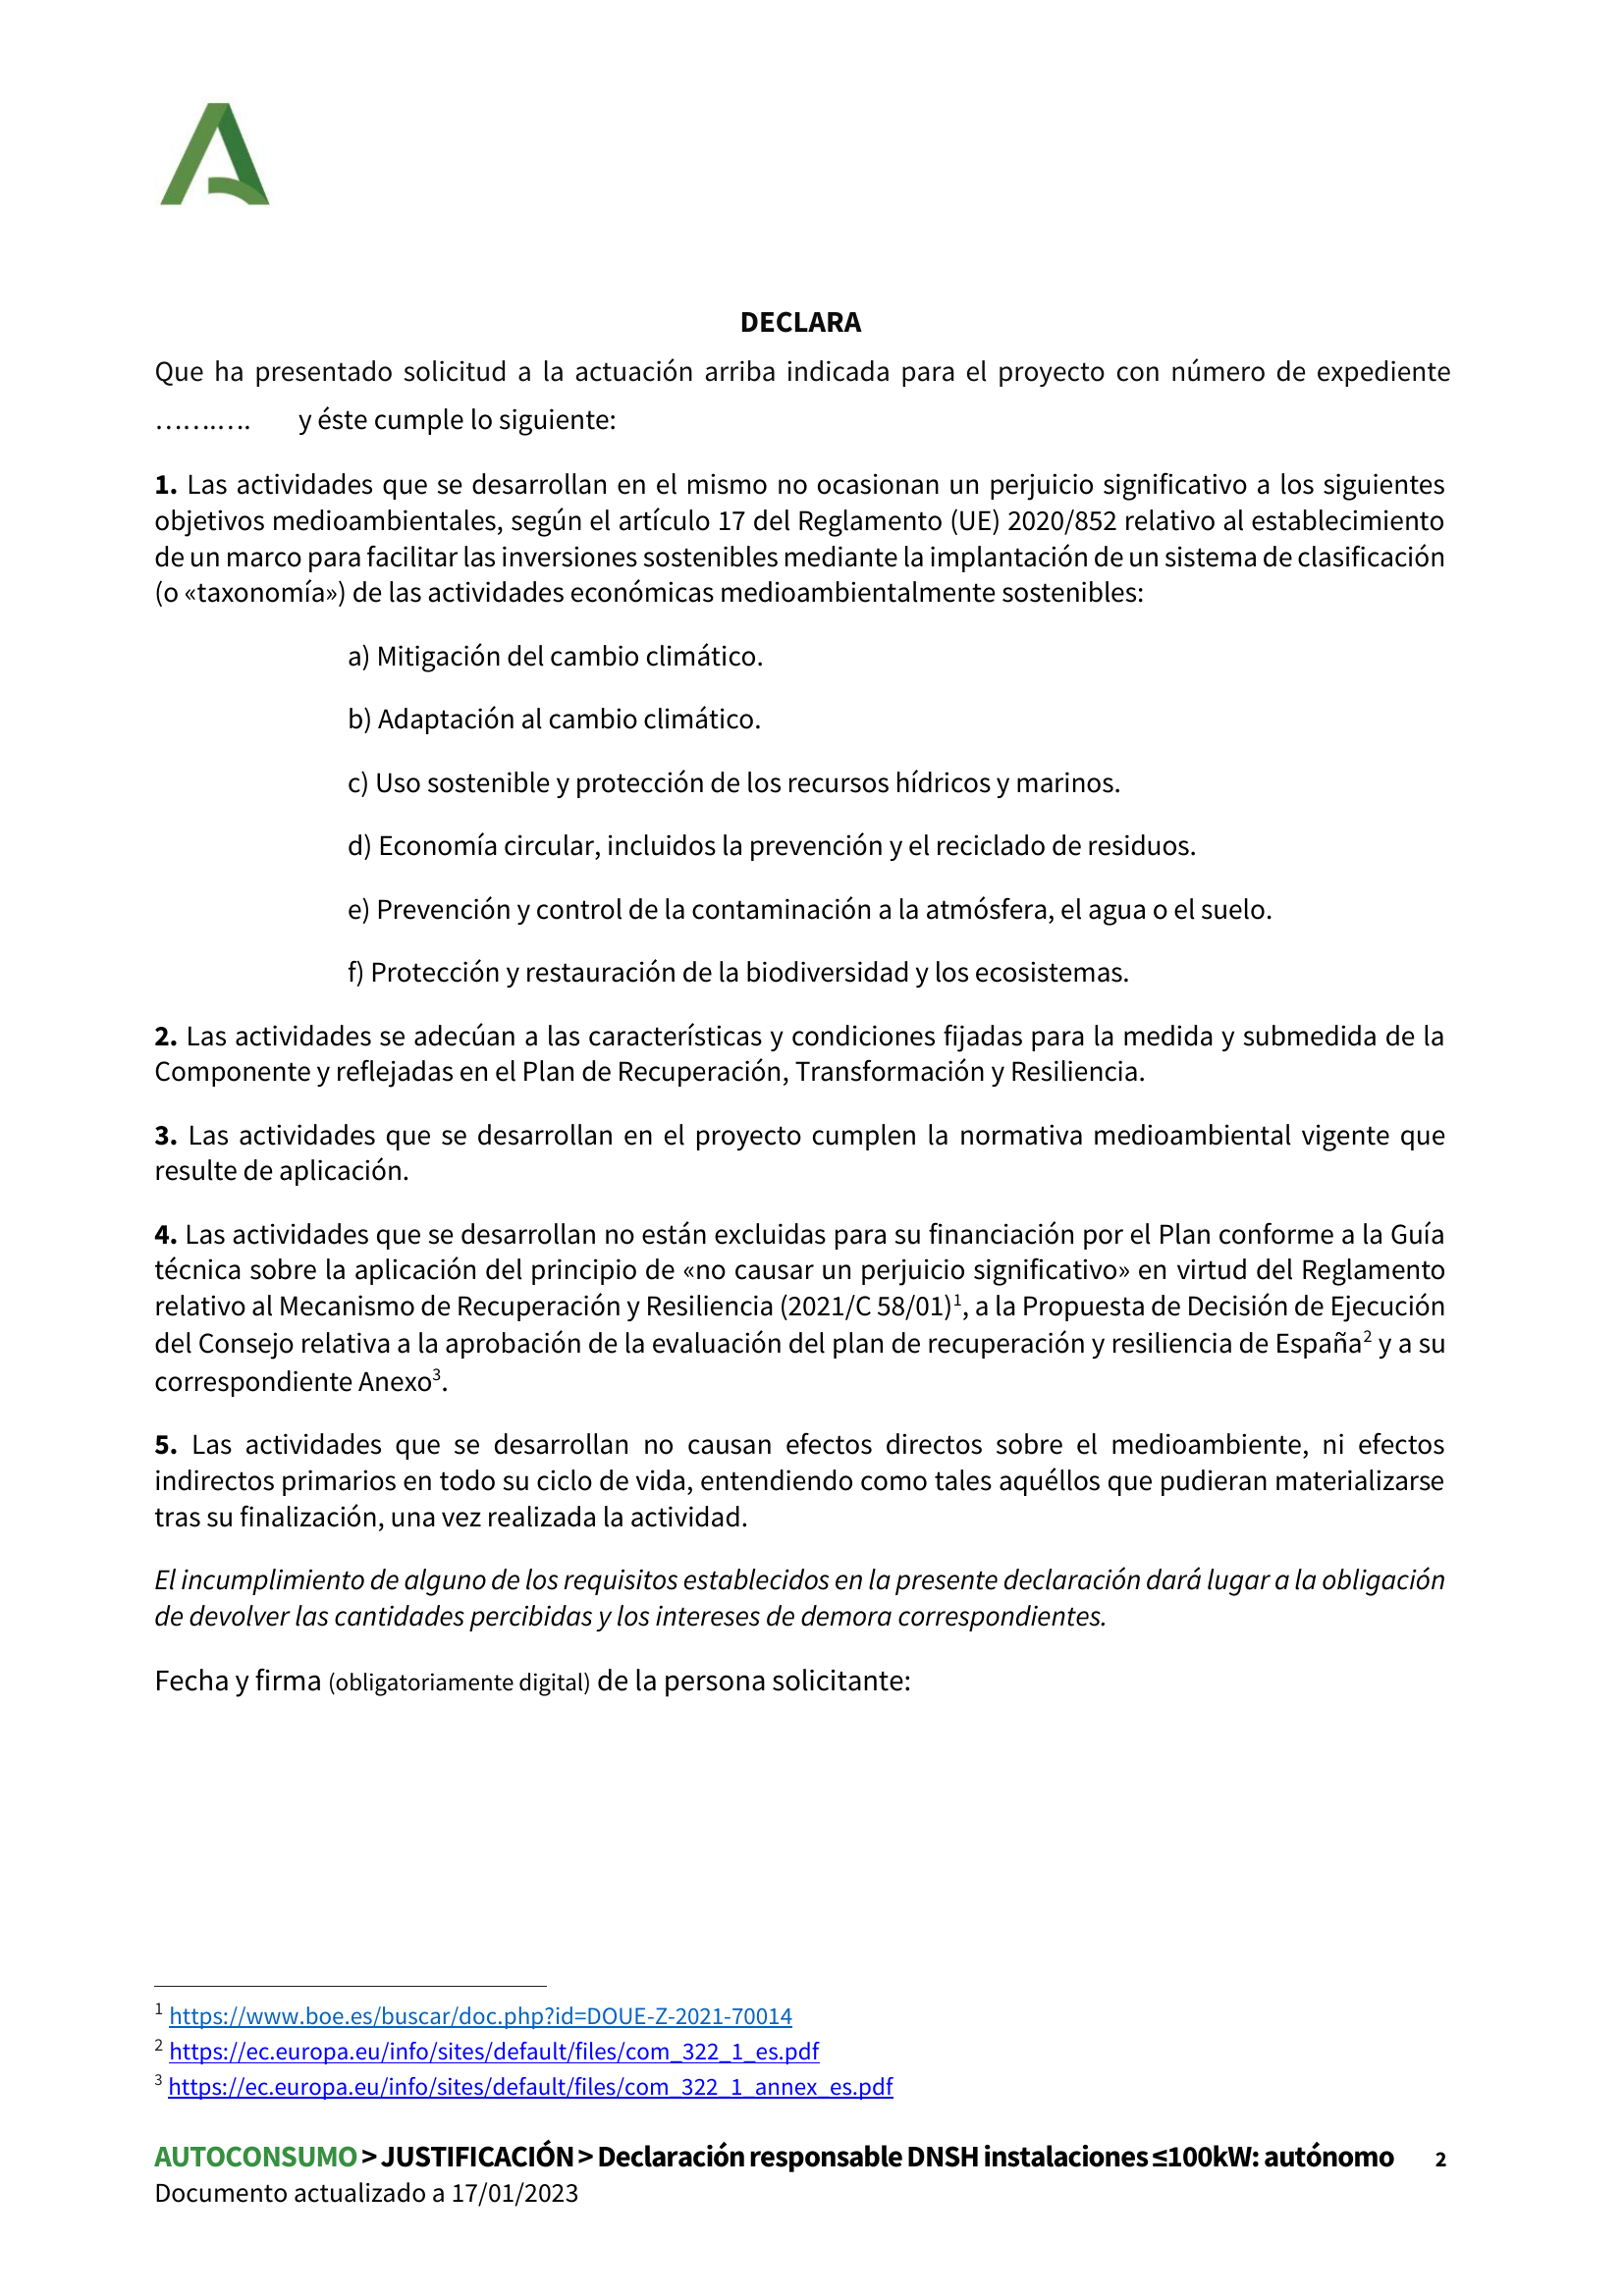 DECLARA
Que ha presentado solicitud a la actuación arriba indicada para el proyecto con número de expediente
…….…. y éste cumple lo siguiente:
1. Las actividades que se desarrollan en el mismo no ocasionan un perjuicio significativo a los siguientes
objetivos medioambientales, según el artículo 17 del Reglamento (UE) 2020/852 relativo al establecimiento
de un marco para facilitar las inversiones sostenibles mediante la implantación de un sistema de clasificación
(o «taxonomía») de las actividades económicas medioambientalmente sostenibles:
a) Mitigación del cambio climático.
b) Adaptación al cambio climático.
c) Uso sostenible y protección de los recursos hídricos y marinos.
d) Economía circular, incluidos la prevención y el reciclado de residuos.
e) Prevención y control de la contaminación a la atmósfera, el agua o el suelo.
f) Protección y restauración de la biodiversidad y los ecosistemas.
2. Las actividades se adecúan a las características y condiciones fijadas para la medida y submedida de la
Componente y reflejadas en el Plan de Recuperación, Transformación y Resiliencia.
3. Las actividades que se desarrollan en el proyecto cumplen la normativa medioambiental vigente que
resulte de aplicación.
4. Las actividades que se desarrollan no están excluidas para su financiación por el Plan conforme a la Guía
técnica sobre la aplicación del principio de «no causar un perjuicio significativo» en virtud del Reglamento
relativo al Mecanismo de Recuperación y Resiliencia (2021/C 58/01)1, a la Propuesta de Decisión de Ejecución
del Consejo relativa a la aprobación de la evaluación del plan de recuperación y resiliencia de España2 y a su
correspondiente Anexo3.
5. Las actividades que se desarrollan no causan efectos directos sobre el medioambiente, ni efectos
indirectos primarios en todo su ciclo de vida, entendiendo como tales aquéllos que pudieran materializarse
tras su finalización, una vez realizada la actividad.
El incumplimiento de alguno de los requisitos establecidos en la presente declaración dará lugar a la obligación
de devolver las cantidades percibidas y los intereses de demora correspondientes.
Fecha y firma (obligatoriamente digital) de la persona solicitante:
1 https://www.boe.es/buscar/doc.php?id=DOUE-Z-2021-70014
2 https://ec.europa.eu/info/sites/default/files/com_322_1_es.pdf
3 https://ec.europa.eu/info/sites/default/files/com_322_1_annex_es.pdf
AUTOCONSUMO > JUSTIFICACIÓN > Declaración responsable DNSH instalaciones ≤100kW: autónomo 2
Documento actualizado a 17/01/2023